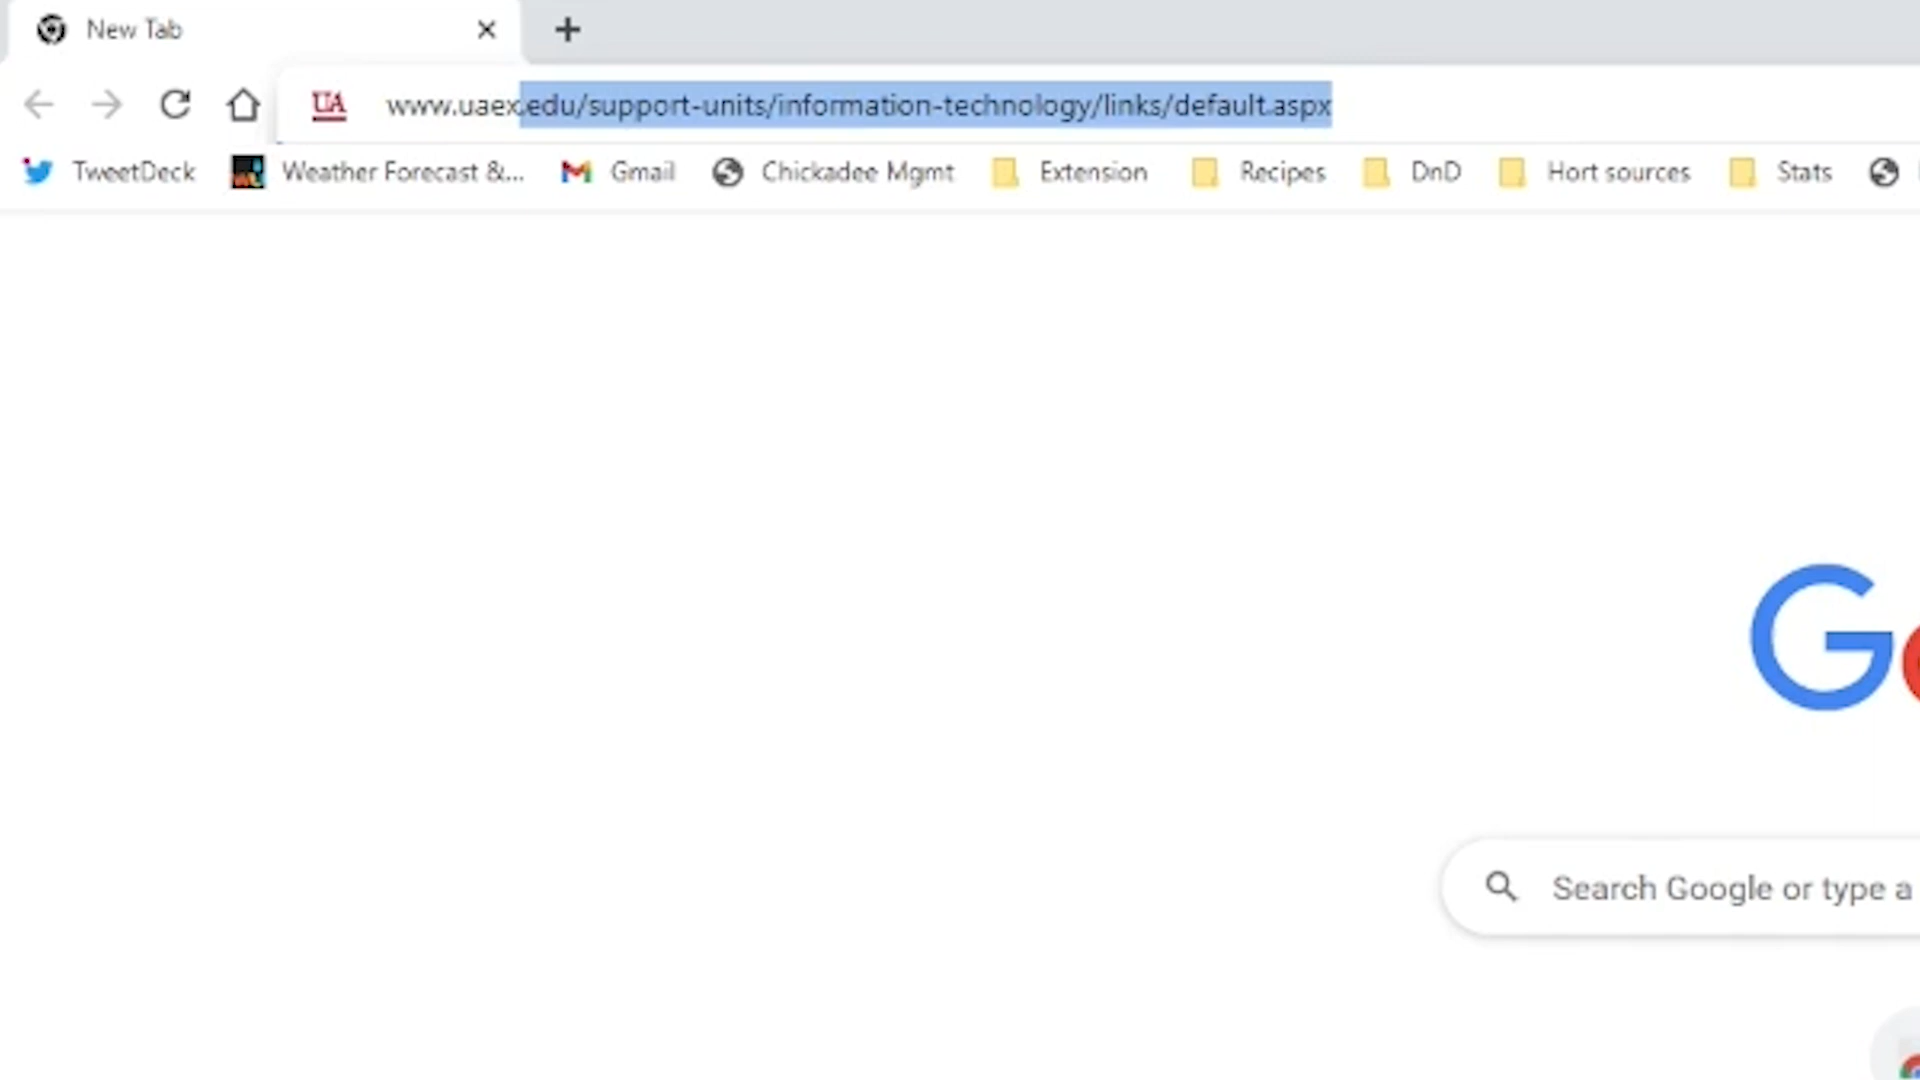 New Tab
UA www.uaex.edu/support-units/information-technology/links/default.aspx
TweetDeck Weather Forecast &... Gmail Chickadee Mgmt Extension Recipes DnD Hort sources Stats
G
Search Google or type a